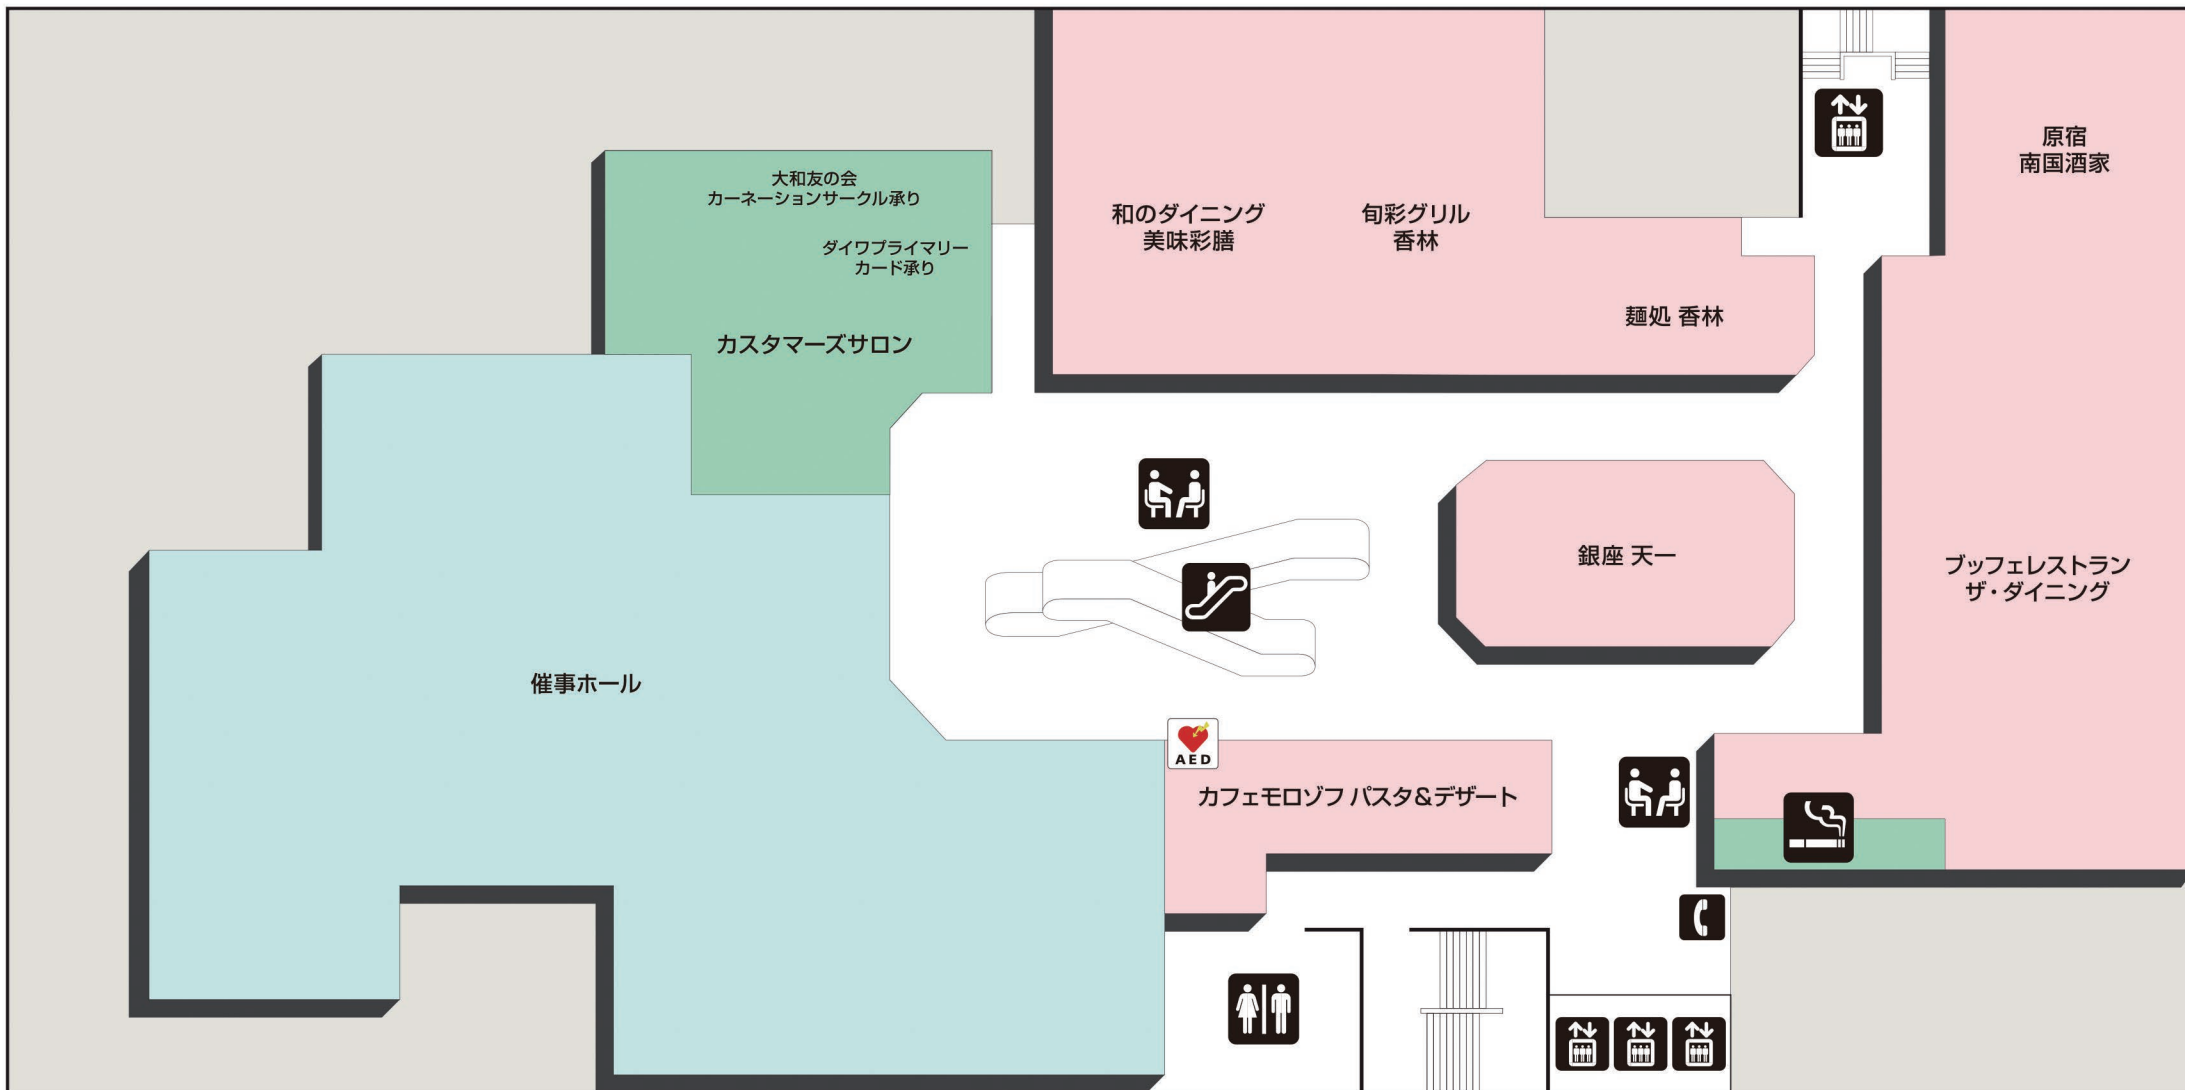 大和友の会
カーネーションサークル承り
ダイワプライマリー
カード承り
カスタマーズサロン
和のダイニング
美味彩膳
旬彩グリル
香林
麺処 香林
原宿
南国酒家
銀座 天一
ブッフェレストラン
ザ・ダイニング
催事ホール
AED
カフェモロゾフ パスタ&デザート